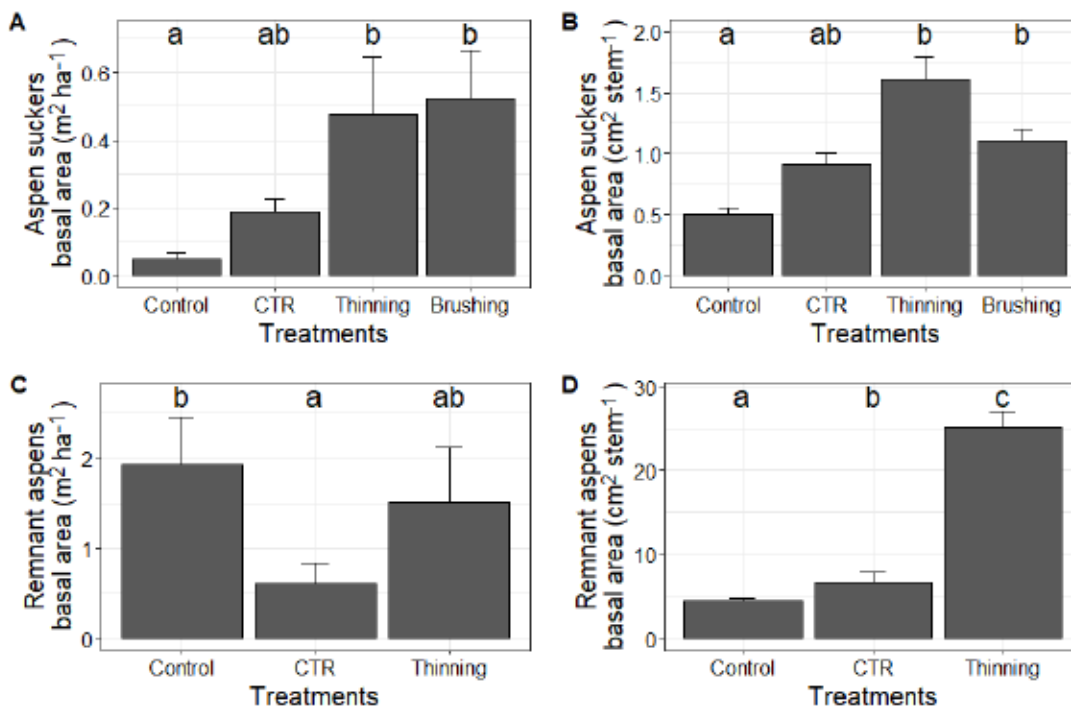 A
Aspen suckers
basal area (m² ha⁻¹)
a ab b b
0.6
0.4
0.2
0.0
Control CTR Thinning Brushing
Treatments
B
Aspen suckers
basal area (cm² stem⁻¹)
a ab b b
2.0
1.5
1.0
0.5
0.0
Control CTR Thinning Brushing
Treatments
C
Remnant aspens
basal area (m² ha⁻¹)
b a ab
2
1
0
Control CTR Thinning
Treatments
D
Remnant aspens
basal area (cm² stem⁻¹)
a b c
30
20
10
0
Control CTR Thinning
Treatments